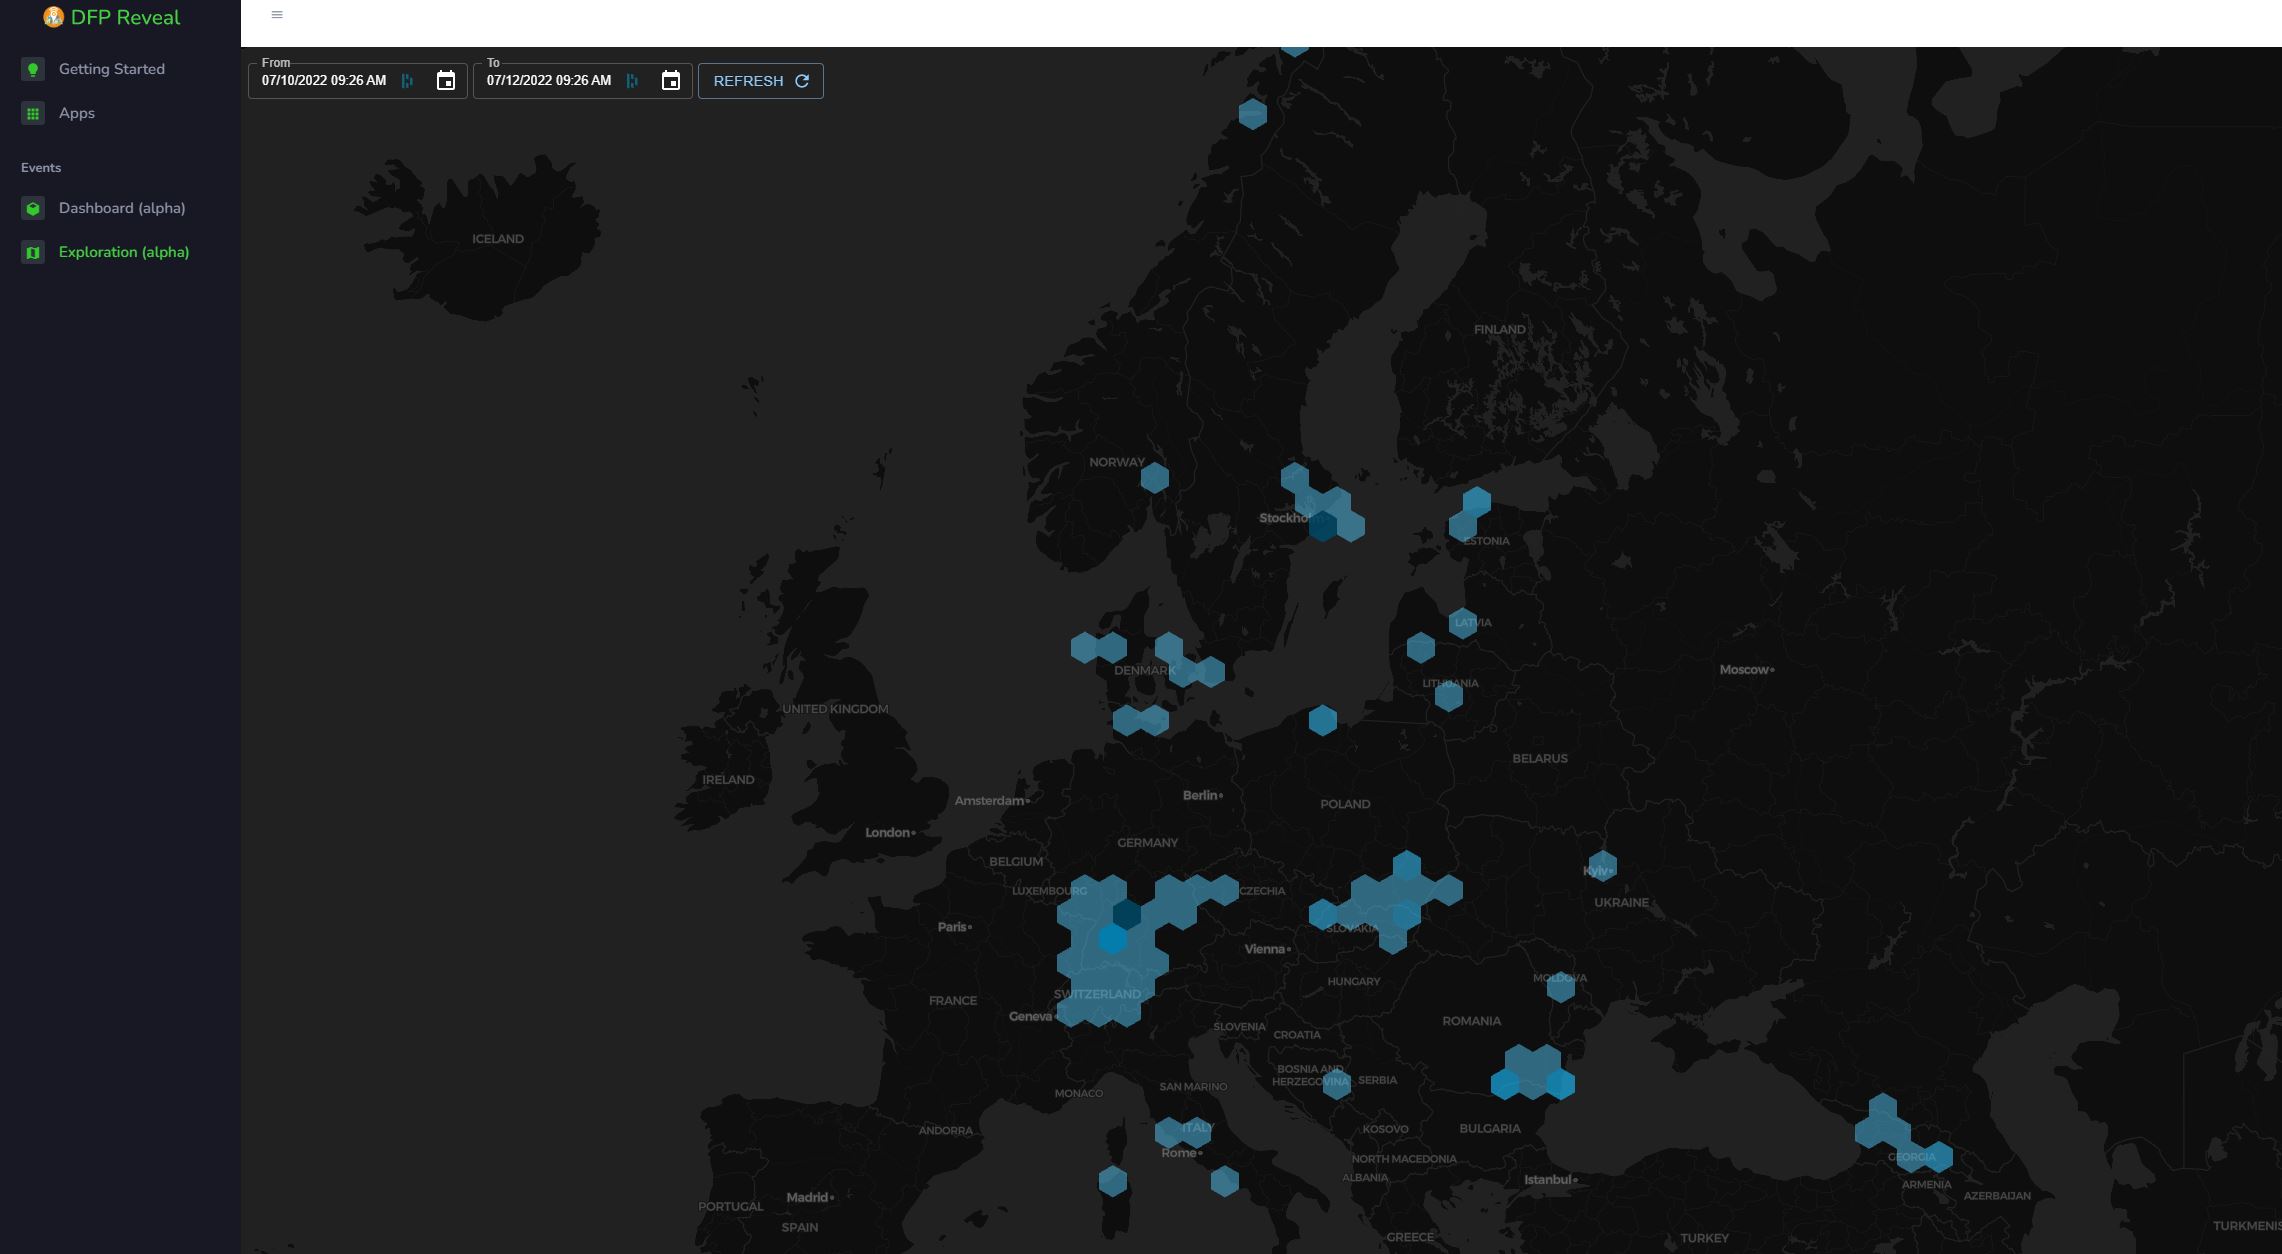 DFP Reveal
Getting Started
Apps
Events
Dashboard (alpha)
Exploration (alpha)
From
07/10/2022 09:26 AM
To
07/12/2022 09:26 AM
REFRESH
ICELAND
FINLAND
NORWAY
Stockholm
ESTONIA
LATVIA
DENMARK
Moscow
LITHUANIA
UNITED KINGDOM
BELARUS
IRELAND
Amsterdam
Berlin
POLAND
London
GERMANY
BELGIUM
LUXEMBOURG
CZECHIA
Kyiv
UKRAINE
Paris
SLOVAKIA
Vienna
HUNGARY
MOLDOVA
SWITZERLAND
FRANCE
Geneva
ROMANIA
SLOVENIA
CROATIA
BOSNIA AND
HERZEGOVINA
SERBIA
SAN MARINO
MONACO
ANDORRA
ITALY
KOSOVO
BULGARIA
Rome
NORTH MACEDONIA
GEORGIA
ALBANIA
Istanbul
ARMENIA
AZERBAIJAN
Madrid
PORTUGAL
SPAIN
GREECE
TURKEY
TURKMENIS